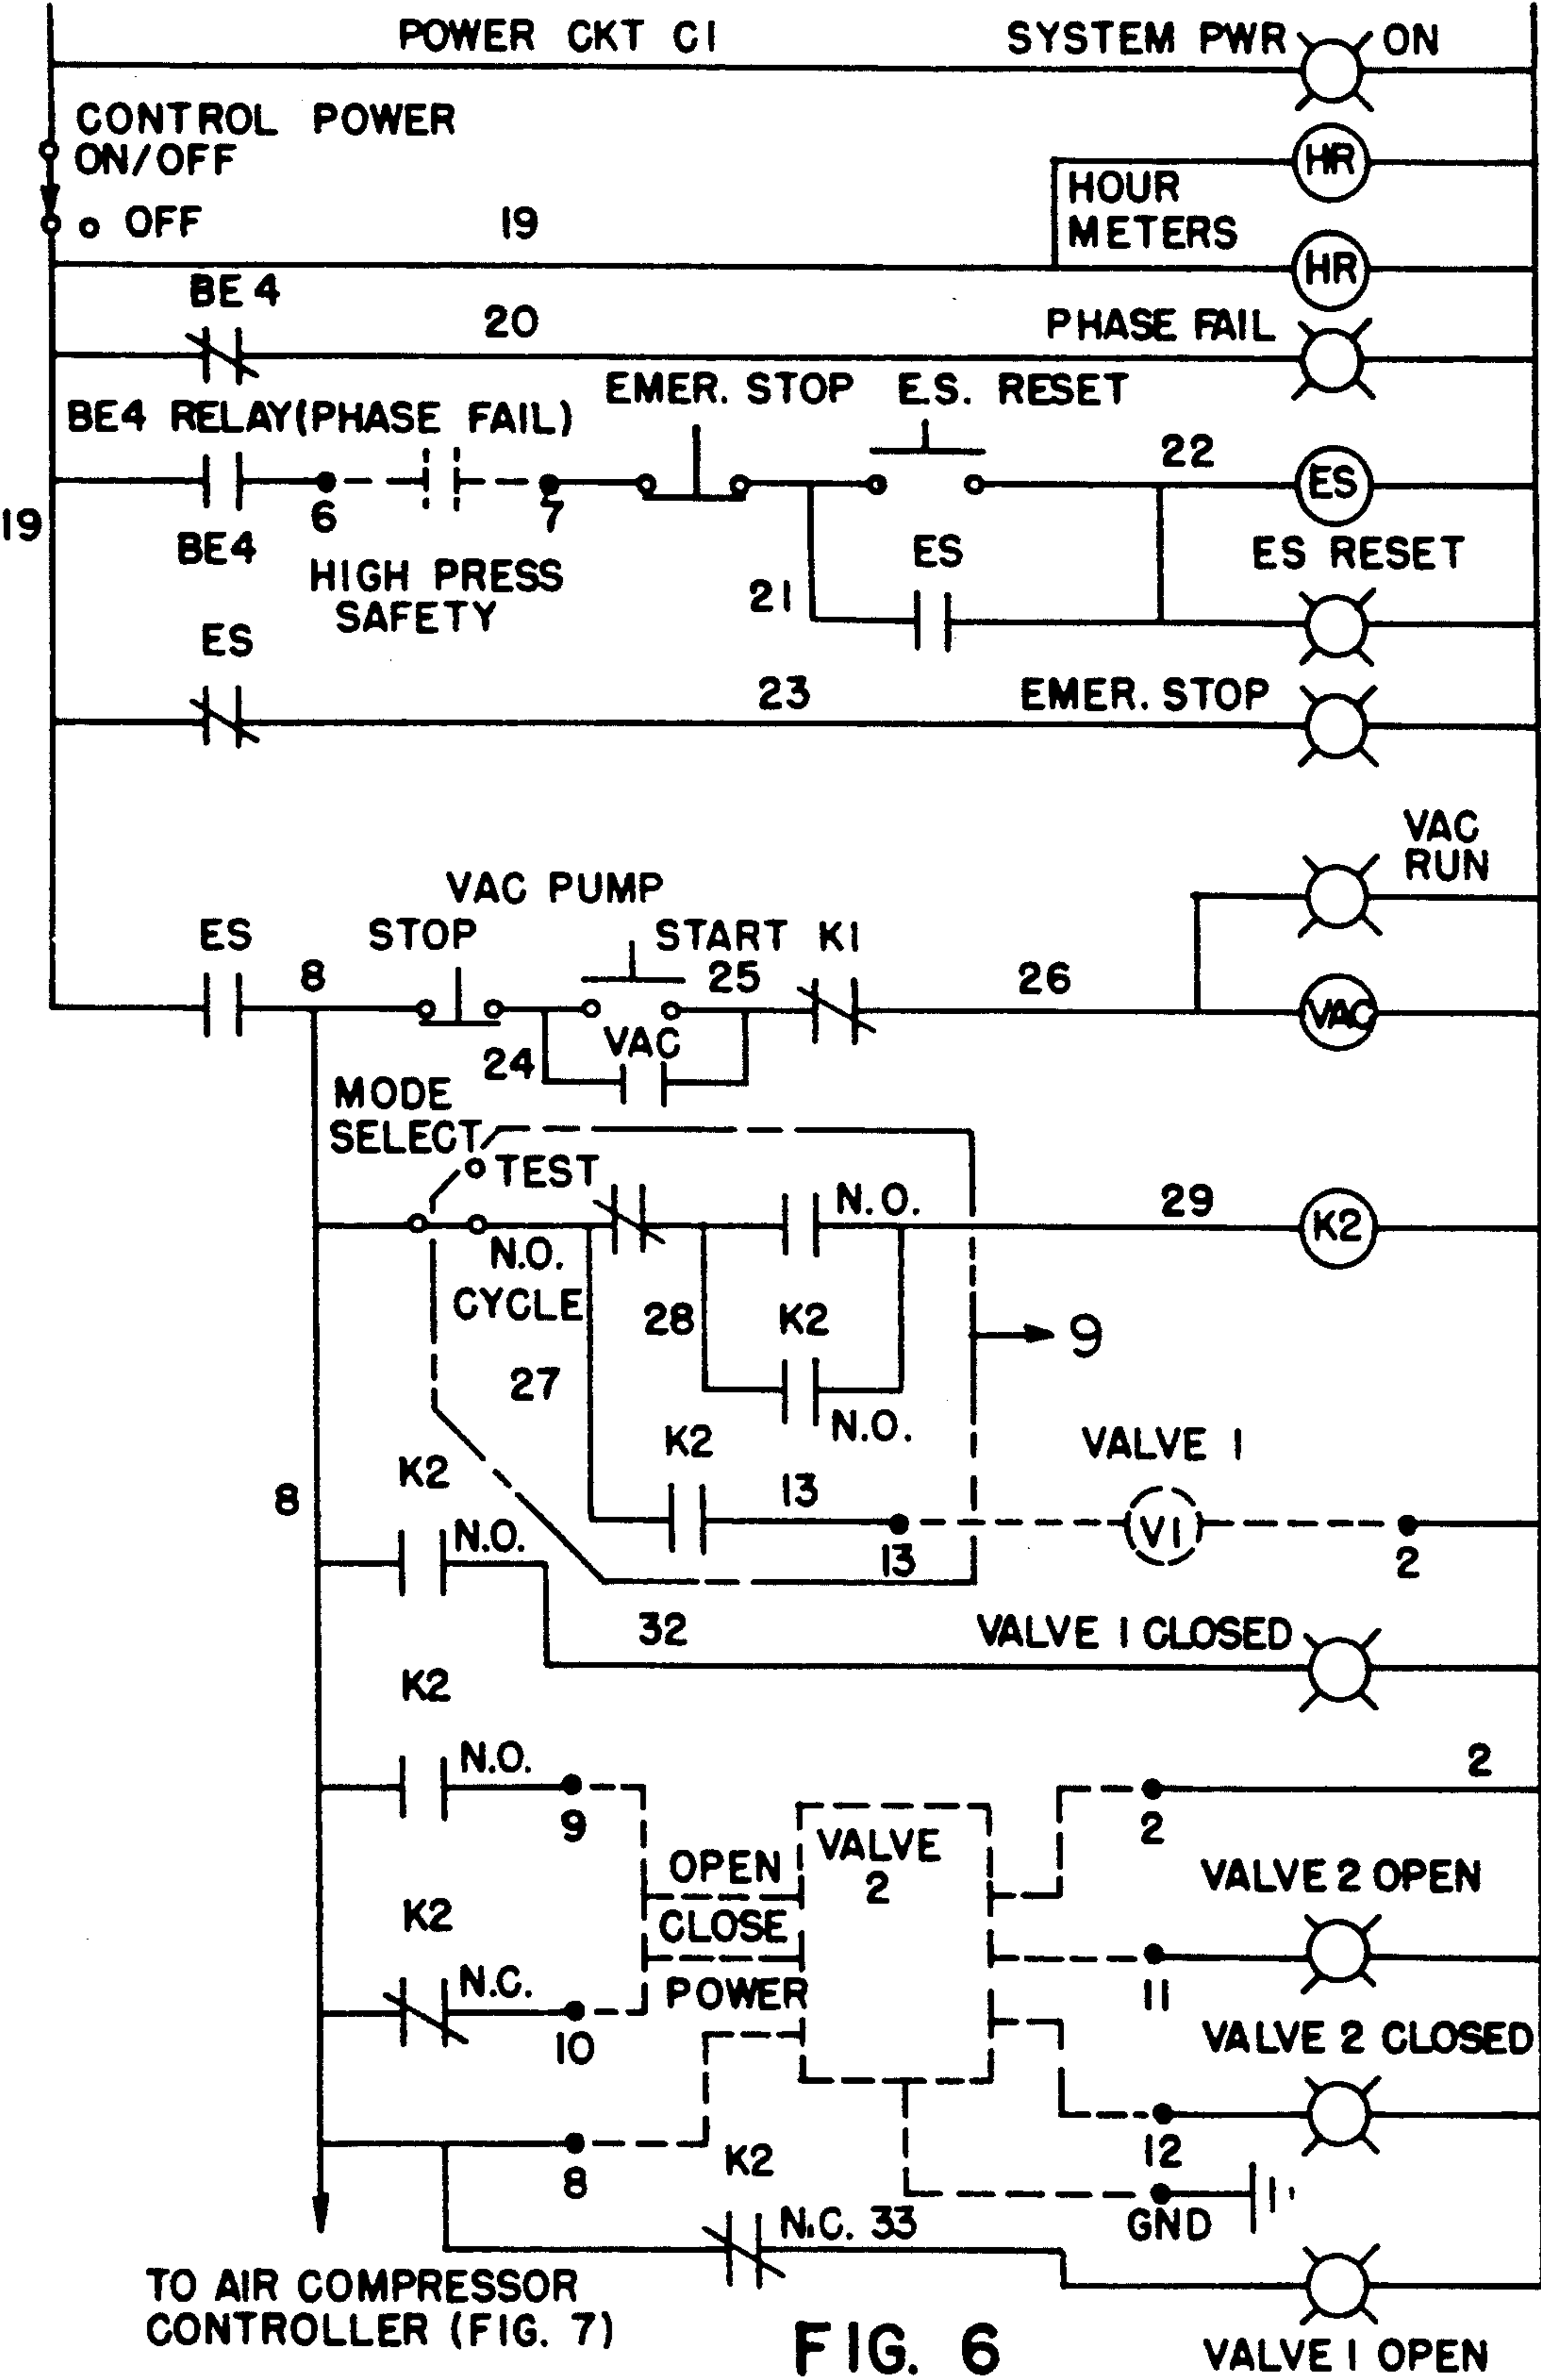 POWER CKT C1
SYSTEM PWR
ON
CONTROL POWER
ON/OFF
OFF
HR
HOUR
METERS
19
HR
BE 4
20
PHASE FAIL
BE4 RELAY(PHASE FAIL)
EMER. STOP
E.S. RESET
22
ES
19
6
7
BE4
HIGH PRESS
SAFETY
21
ES
ES RESET
ES
23
EMER. STOP
VAC
RUN
VAC PUMP
ES
STOP
START
K1
8
25
26
VAC
24
VAC
MODE
SELECT
TEST
N.O.
29
K2
N.O.
CYCLE
28
K2
9
27
N.O.
K2
K2
VALVE 1
8
13
N.O.
V1
13
2
32
VALVE 1 CLOSED
K2
N.O.
2
9
2
VALVE
2
OPEN
VALVE 2 OPEN
K2
CLOSE
N.C.
POWER
11
10
VALVE 2 CLOSED
K2
12
8
N.C. 33
GND
TO AIR COMPRESSOR
CONTROLLER (FIG. 7)
FIG. 6
VALVE 1 OPEN